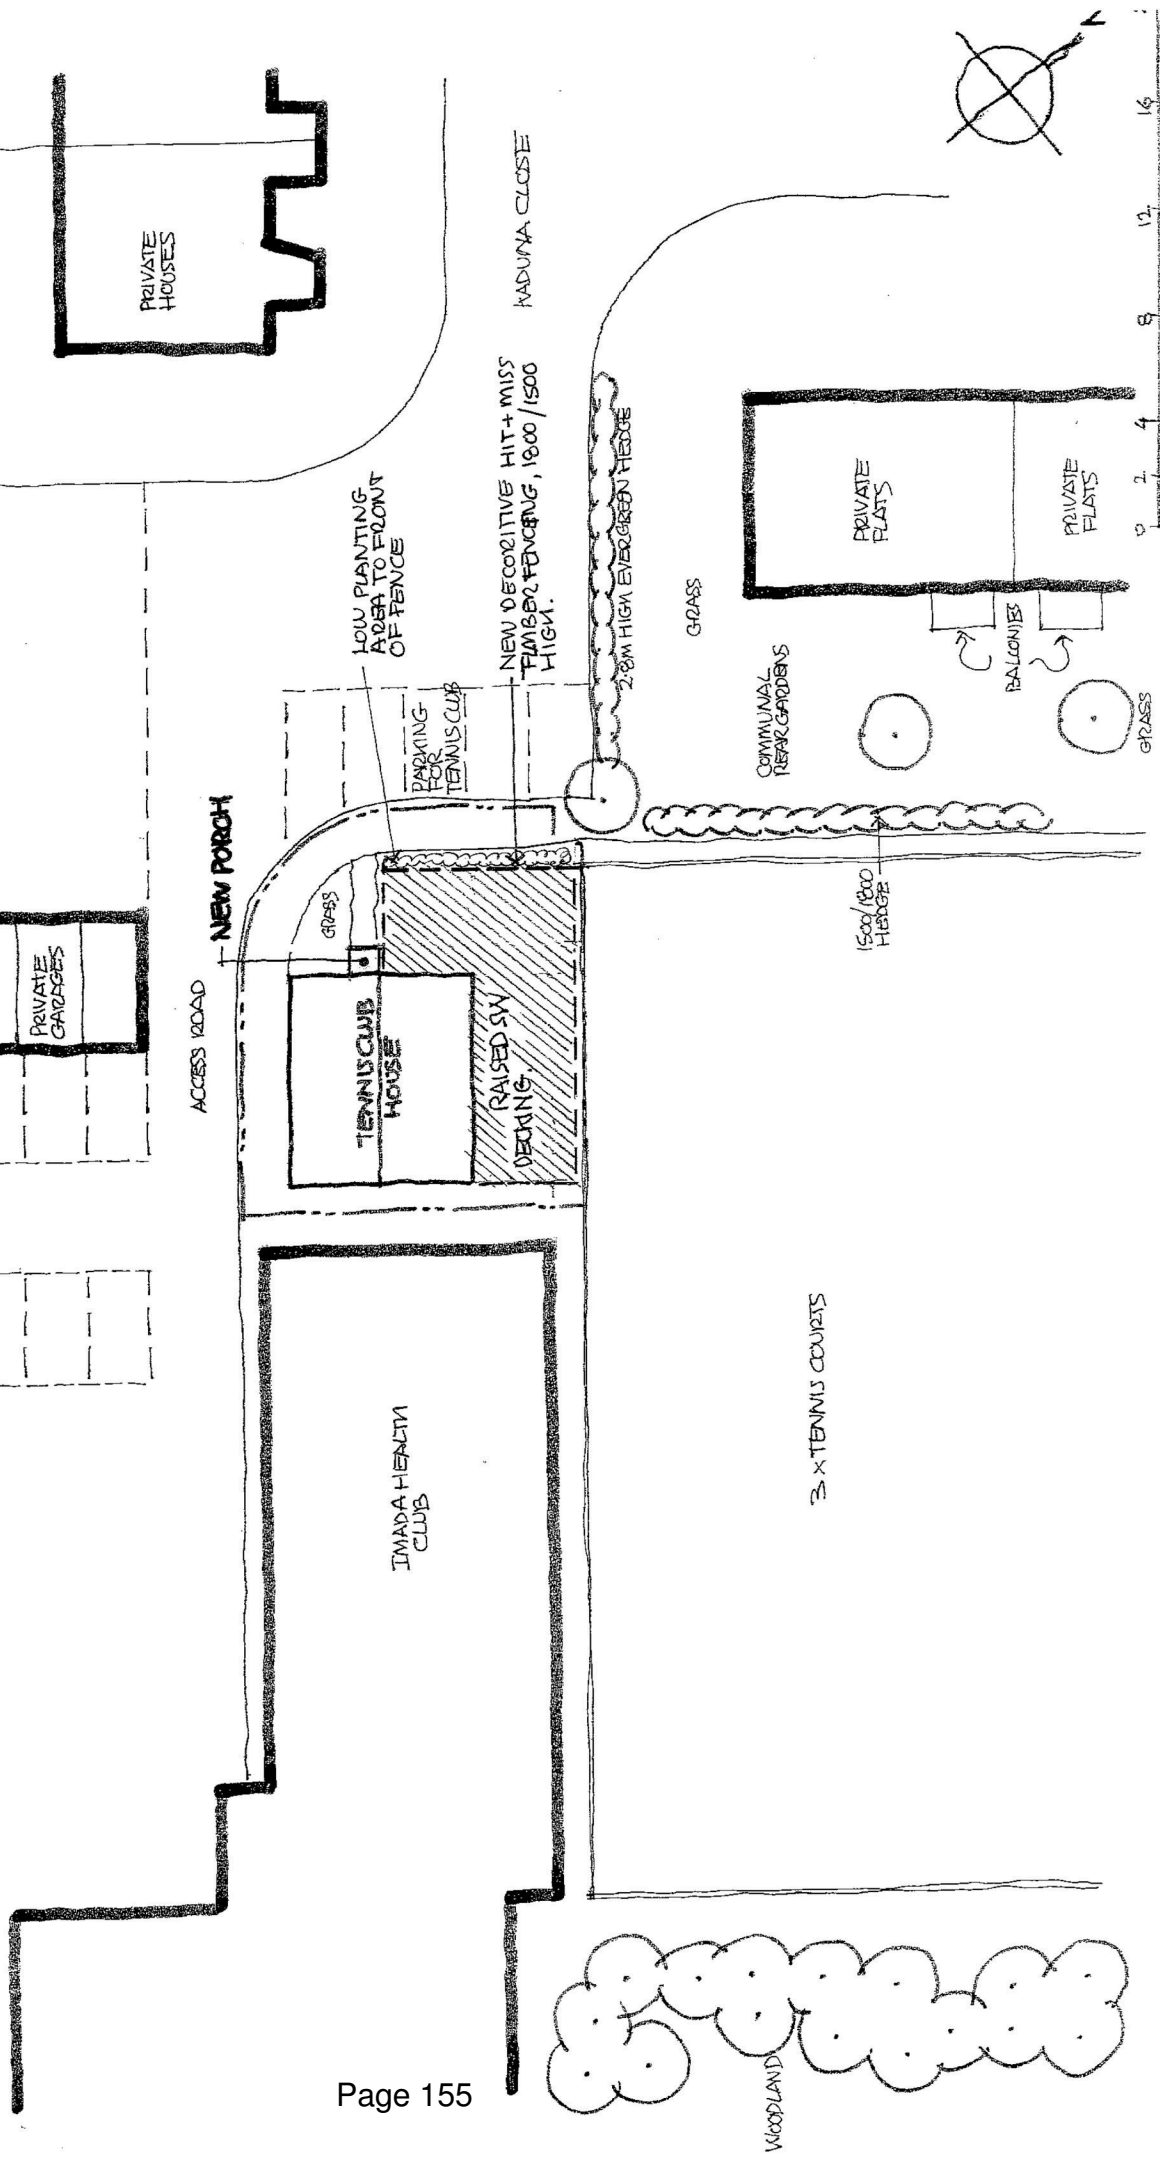 PRIVATE
HOUSES
KADUNA CLOSE
LOW PLANTING
AREA TO FRONT
OF FENCE
NEW DECORITIVE HIT + MISS
TIMBER FENCING, 1800/1500
HIGH.
2.8M HIGH EVERGREEN HEDGE
GRASS
PRIVATE
FLATS
PRIVATE
FLATS
BALCONIES
COMMUNAL
REAR GARDENS
GRASS
0 2 4 8 12 16
PARKING
FOR
TENNIS CLUB
NEW PORCH
GRASS
PRIVATE
GARAGES
ACCESS ROAD
TENNIS CLUB
HOUSE
RAISED SW
DECKING.
1500/1800
HEDGE
IMADA HEALTH
CLUB
3 X TENNIS COURTS
WOODLAND
Page 155